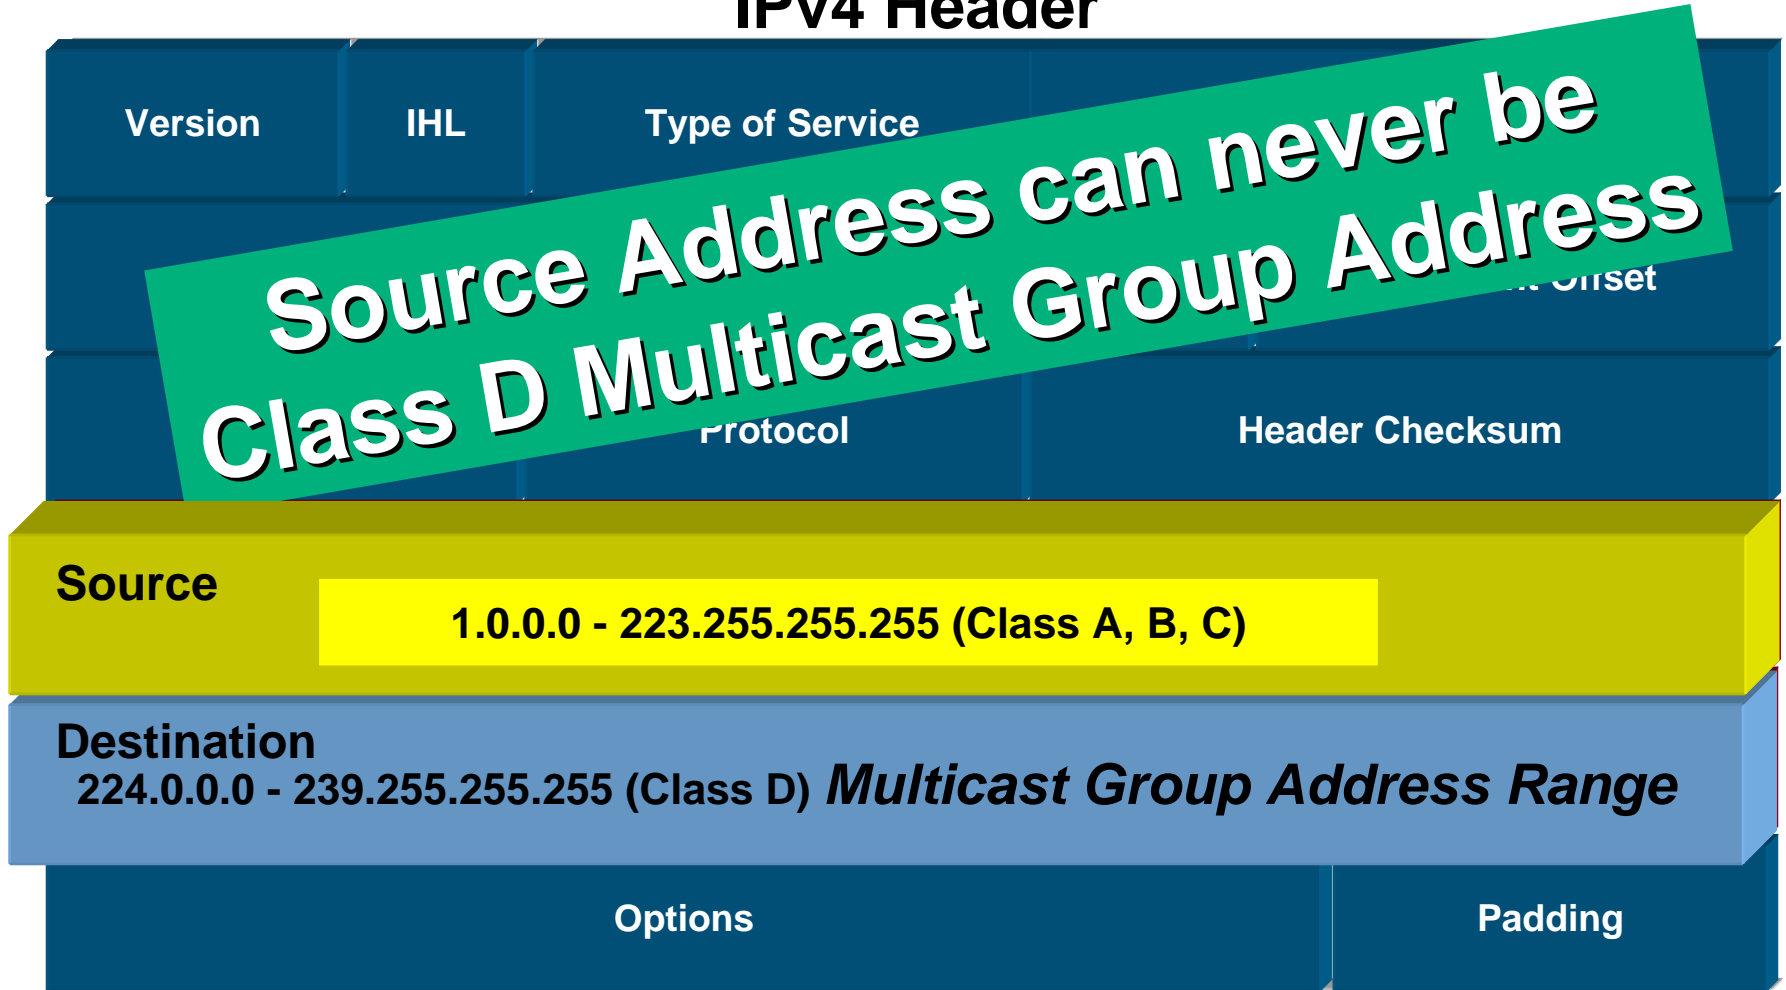 IPv4 Header
Version IHL Type of Service
Source Address can never be
Class D Multicast Group Address
Offset
Protocol Header Checksum
Source
1.0.0.0 - 223.255.255.255 (Class A, B, C)
Destination
224.0.0.0 - 239.255.255.255 (Class D) Multicast Group Address Range
Options Padding